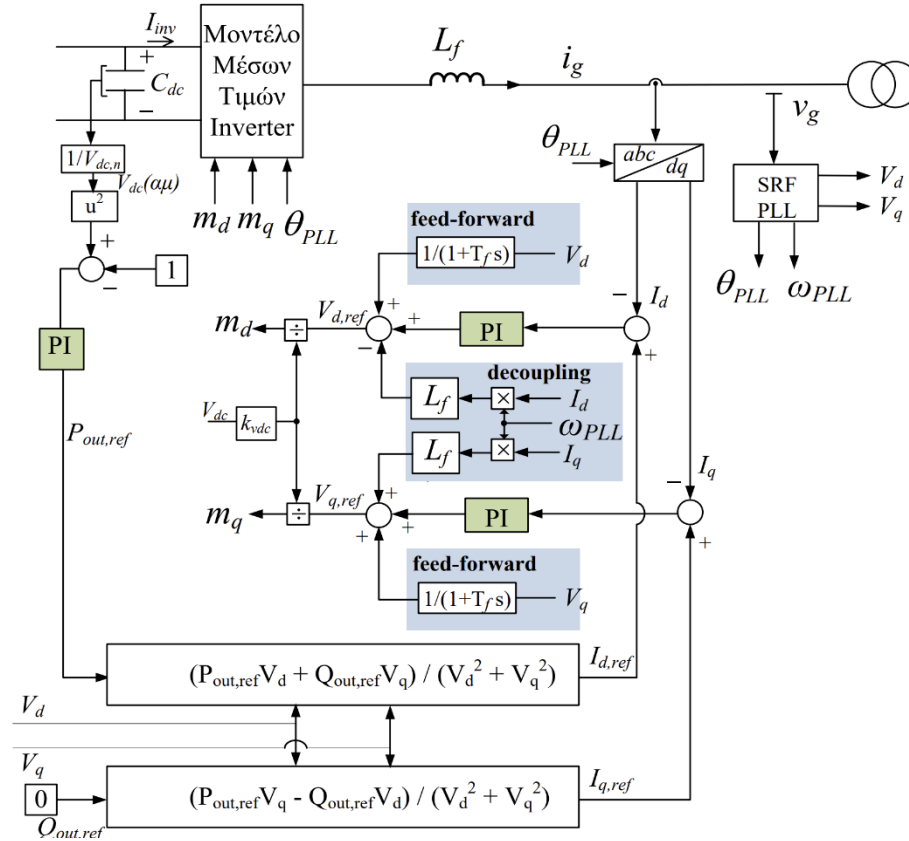 I_inv
+
C_dc
−
Μοντέλο
Μέσων
Τιμών
Inverter
L_f
i_g
v_g
1/V_dc,n
V_dc(αμ)
u²
+
−
1
PI
P_out,ref
m_d
m_q
θ_PLL
θ_PLL
abc
dq
SRF
PLL
V_d
V_q
θ_PLL
ω_PLL
feed-forward
1/(1+T_f s)
V_d
−
I_d
+
m_d
÷
V_d,ref
+
+
−
PI
decoupling
L_f
×
I_d
ω_PLL
L_f
×
I_q
V_dc
k_vdc
m_q
÷
V_q,ref
+
+
+
PI
−
I_q
+
feed-forward
1/(1+T_f s)
V_q
(P_out,ref V_d + Q_out,ref V_q) / (V_d² + V_q²)
I_d,ref
V_d
V_q
0
Q_out,ref
(P_out,ref V_q - Q_out,ref V_d) / (V_d² + V_q²)
I_q,ref